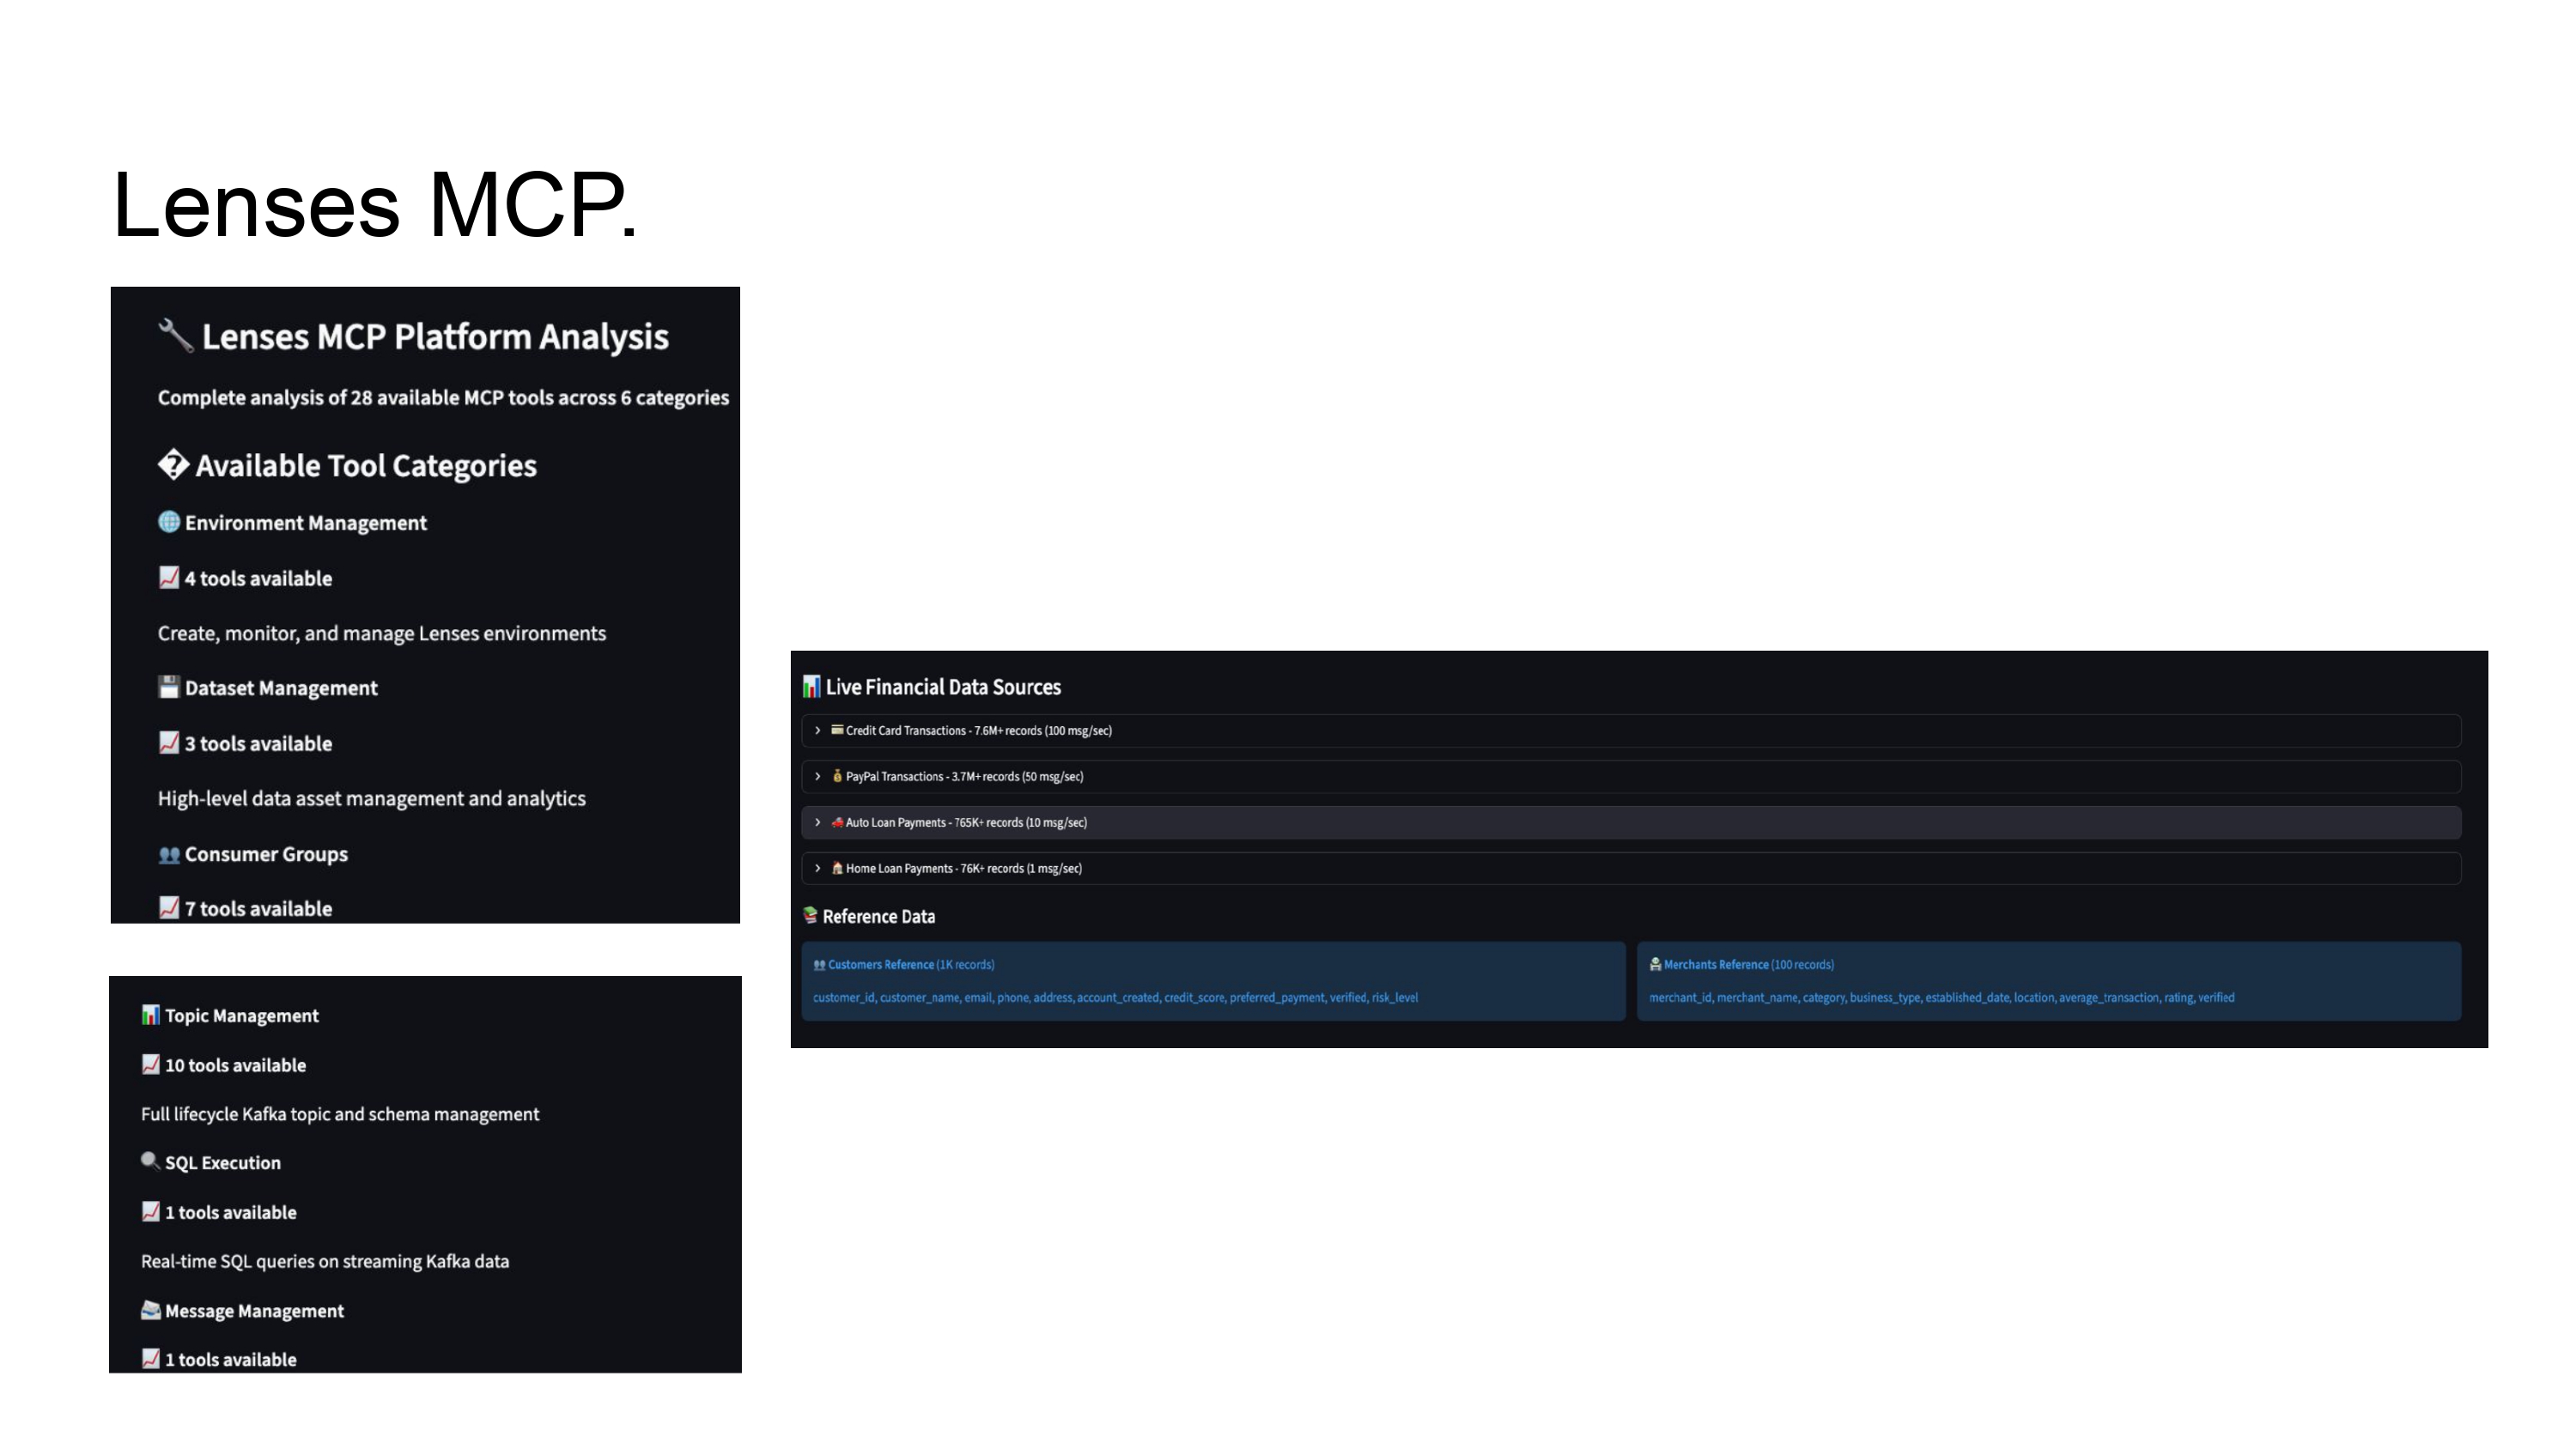 Lenses MCP.
🔧 Lenses MCP Platform Analysis
Complete analysis of 28 available MCP tools across 6 categories
� Available Tool Categories
🌐 Environment Management
📈 4 tools available
Create, monitor, and manage Lenses environments
💾 Dataset Management
📈 3 tools available
High-level data asset management and analytics
👥 Consumer Groups
📈 7 tools available
📊 Topic Management
📈 10 tools available
Full lifecycle Kafka topic and schema management
🔍 SQL Execution
📈 1 tools available
Real-time SQL queries on streaming Kafka data
📨 Message Management
📈 1 tools available
📊 Live Financial Data Sources
💳 Credit Card Transactions - 7.6M+ records (100 msg/sec)
💰 PayPal Transactions - 3.7M+ records (50 msg/sec)
🚗 Auto Loan Payments - 765K+ records (10 msg/sec)
🏠 Home Loan Payments - 76K+ records (1 msg/sec)
📚 Reference Data
👥 Customers Reference (1K records)
customer_id, customer_name, email, phone, address, account_created, credit_score, preferred_payment, verified, risk_level
🏪 Merchants Reference (100 records)
merchant_id, merchant_name, category, business_type, established_date, location, average_transaction, rating, verified